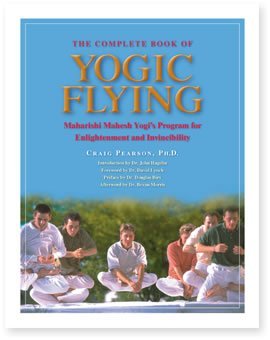 THE COMPLETE BOOK OF
YOGIC
FLYING
Maharishi Mahesh Yogi's Program for
Enlightenment and Invincibility
CRAIG PEARSON, PH.D.
Introduction by Dr. John Hagelin
Foreword by Dr. David Lynch
Preface by Dr. Douglas Birx
Afterword by Dr. Bevan Morris